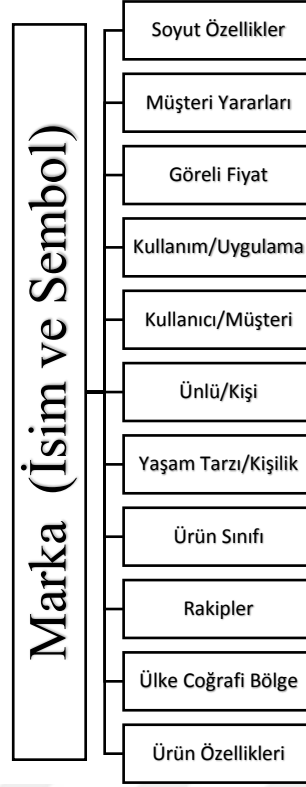 Marka (İsim ve Sembol)
Soyut Özellikler
Müşteri Yararları
Göreli Fiyat
Kullanım/Uygulama
Kullanıcı/Müşteri
Ünlü/Kişi
Yaşam Tarzı/Kişilik
Ürün Sınıfı
Rakipler
Ülke Coğrafi Bölge
Ürün Özellikleri